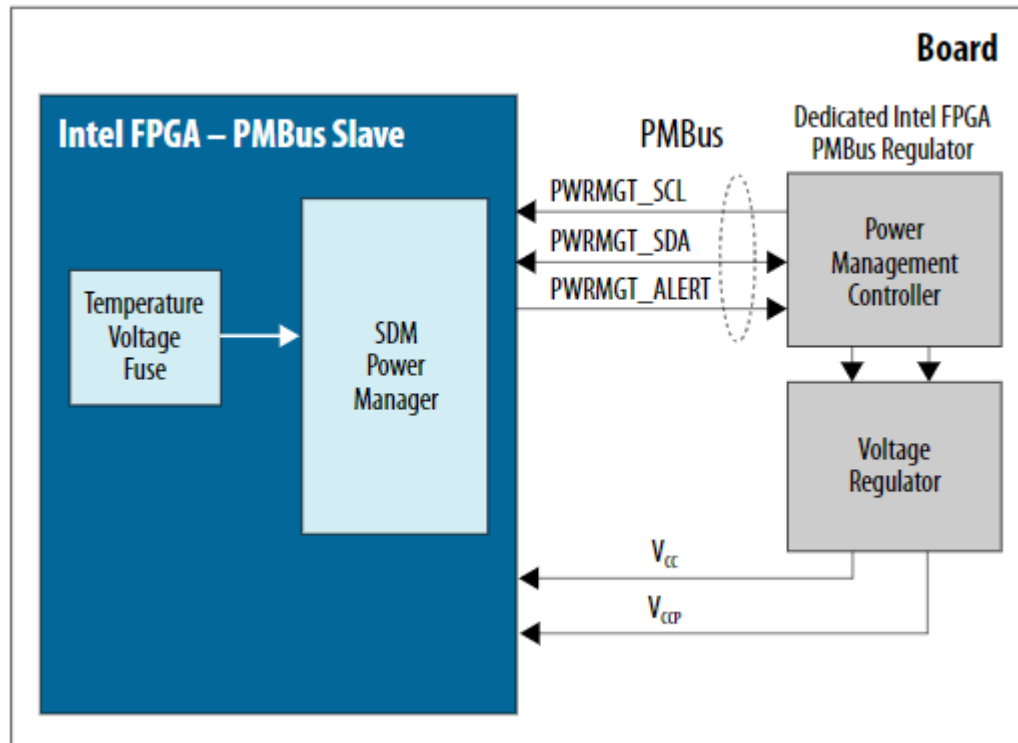 Board
Intel FPGA – PMBus Slave
PMBus
Dedicated Intel FPGA
PMBus Regulator
PWRMGT_SCL
PWRMGT_SDA
PWRMGT_ALERT
Power
Management
Controller
Temperature
Voltage
Fuse
SDM
Power
Manager
Voltage
Regulator
VCC
VCCP